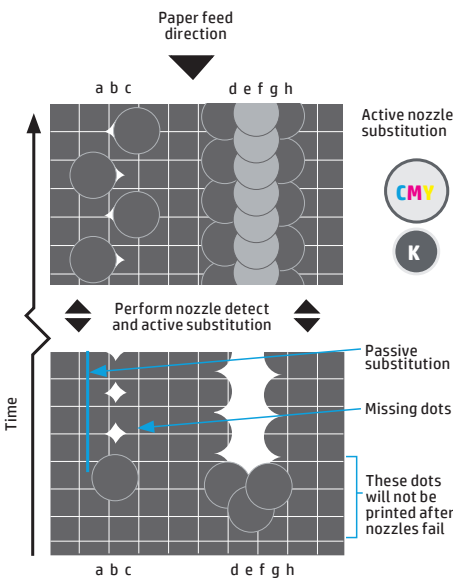 Paper feed
direction
a b c
d e f g h
Active nozzle
substitution
CMY
K
Perform nozzle detect
and active substitution
Time
Passive
substitution
Missing dots
These dots
will not be
printed after
nozzles fail
a b c
d e f g h